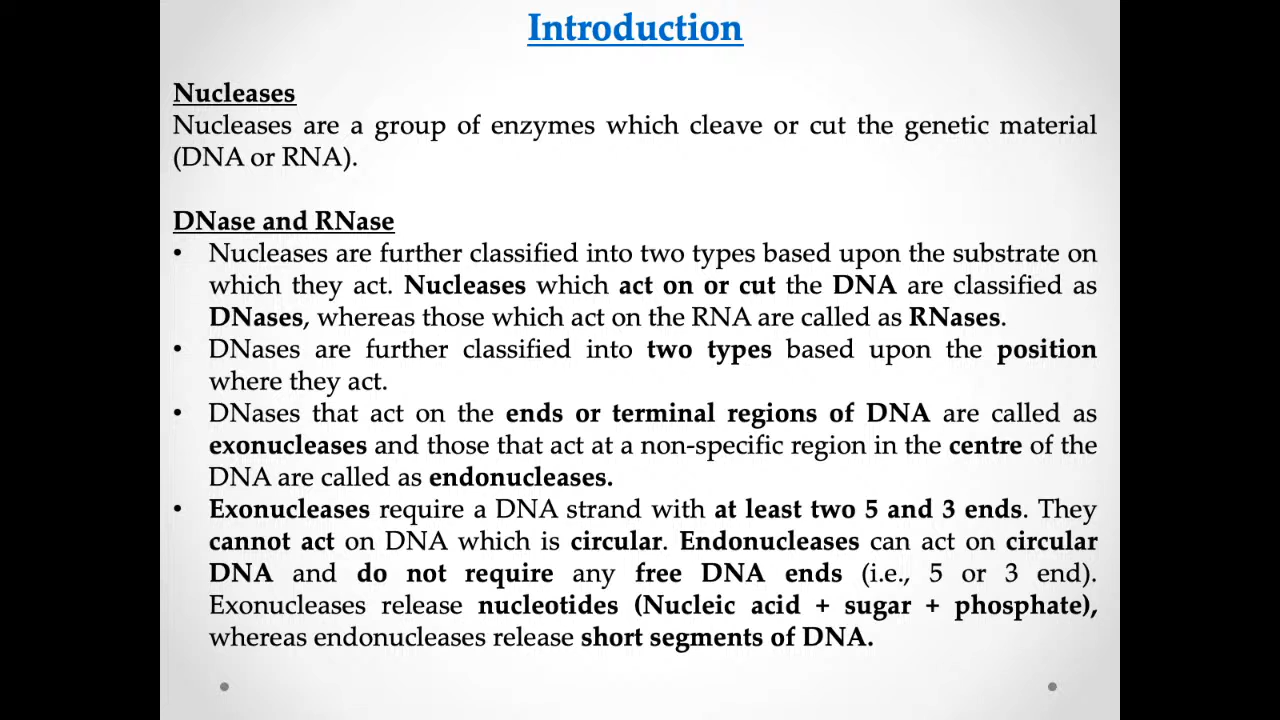 Introduction
Nucleases
Nucleases are a group of enzymes which cleave or cut the genetic material
(DNA or RNA).
DNase and RNase
• Nucleases are further classified into two types based upon the substrate on
which they act. Nucleases which act on or cut the DNA are classified as
DNases, whereas those which act on the RNA are called as RNases.
• DNases are further classified into two types based upon the position
where they act.
• DNases that act on the ends or terminal regions of DNA are called as
exonucleases and those that act at a non-specific region in the centre of the
DNA are called as endonucleases.
• Exonucleases require a DNA strand with at least two 5 and 3 ends. They
cannot act on DNA which is circular. Endonucleases can act on circular
DNA and do not require any free DNA ends (i.e., 5 or 3 end).
Exonucleases release nucleotides (Nucleic acid + sugar + phosphate),
whereas endonucleases release short segments of DNA.